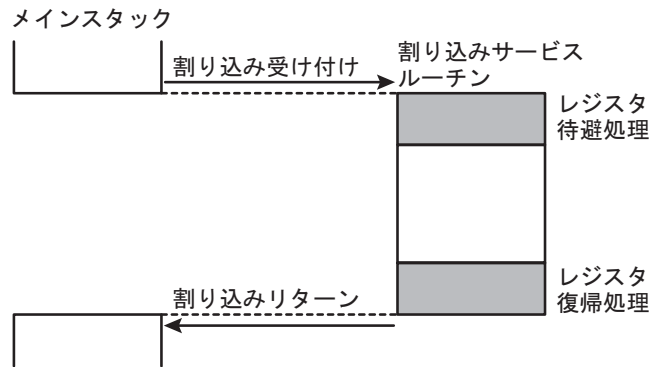 メインスタック
割り込み受け付け
割り込みサービス
ルーチン
レジスタ
待避処理
レジスタ
復帰処理
割り込みリターン